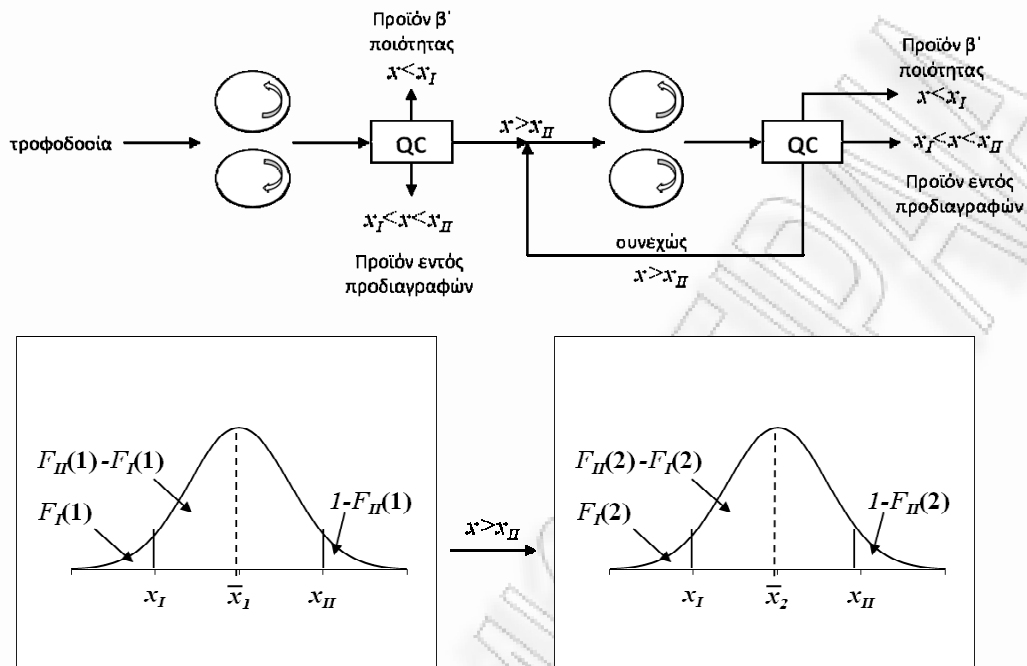 Προϊόν β΄
ποιότητας
x<x_I
Προϊόν β΄
ποιότητας
x<x_I
τροφοδοσία
QC
x>x_II
QC
x_I<x<x_II
x_I<x<x_II
Προϊόν εντός
προδιαγραφών
Προϊόν εντός
προδιαγραφών
συνεχώς
x>x_II
F_II(1)-F_I(1)
F_I(1)
1-F_II(1)
x_I
x̅_1
x_II
x>x_II
F_II(2)-F_I(2)
F_I(2)
1-F_II(2)
x_I
x̅_2
x_II